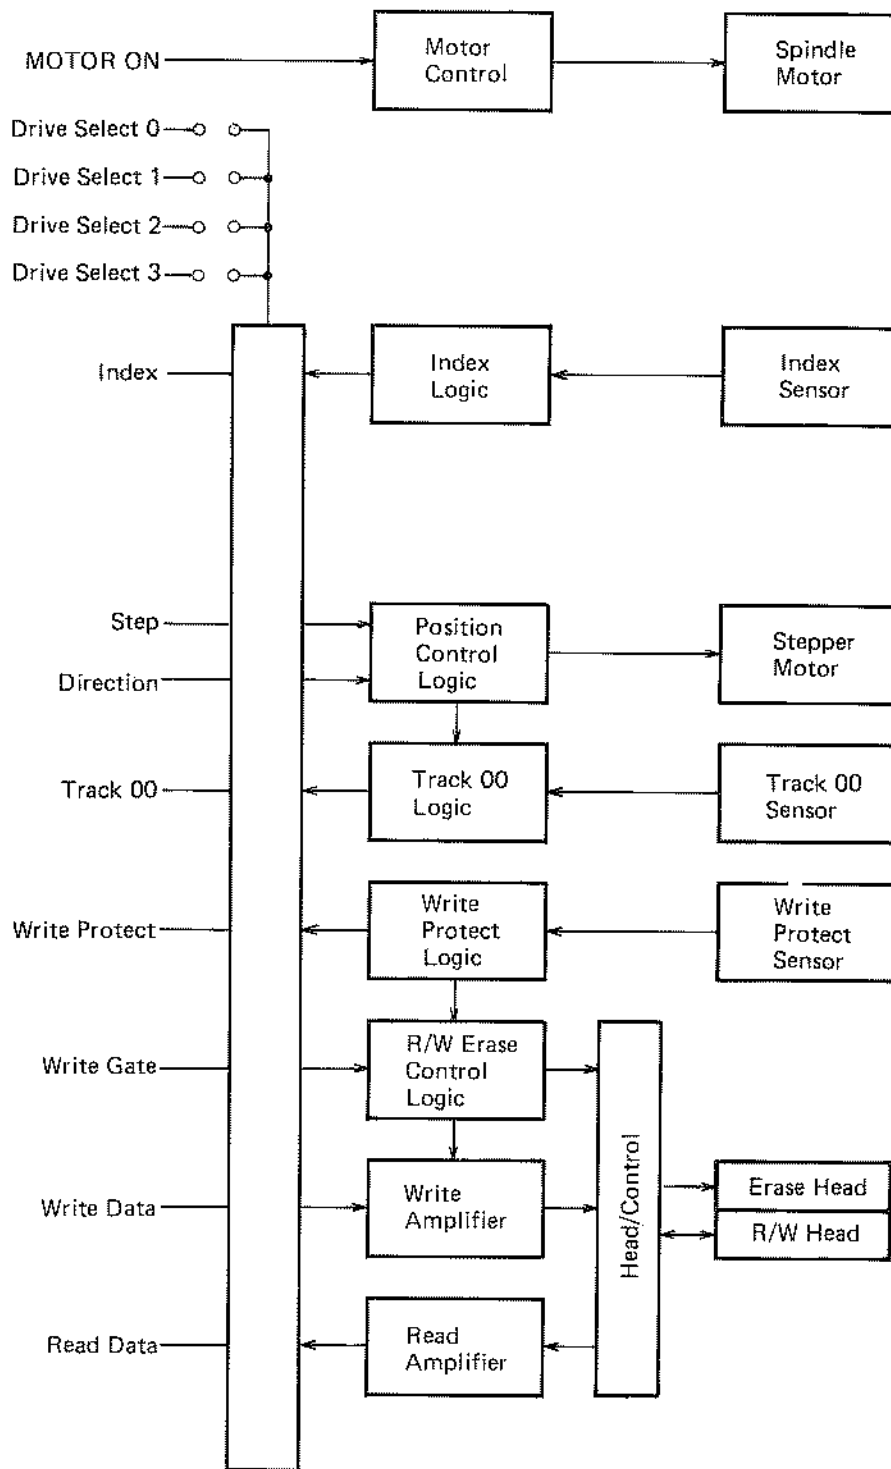 MOTOR ON
Motor
Control
Spindle
Motor
Drive Select 0
Drive Select 1
Drive Select 2
Drive Select 3
Index
Index
Logic
Index
Sensor
Step
Direction
Position
Control
Logic
Stepper
Motor
Track 00
Track 00
Logic
Track 00
Sensor
Write Protect
Write
Protect
Logic
Write
Protect
Sensor
Write Gate
R/W Erase
Control
Logic
Head/Control
Write Data
Write
Amplifier
Erase Head
R/W Head
Read Data
Read
Amplifier